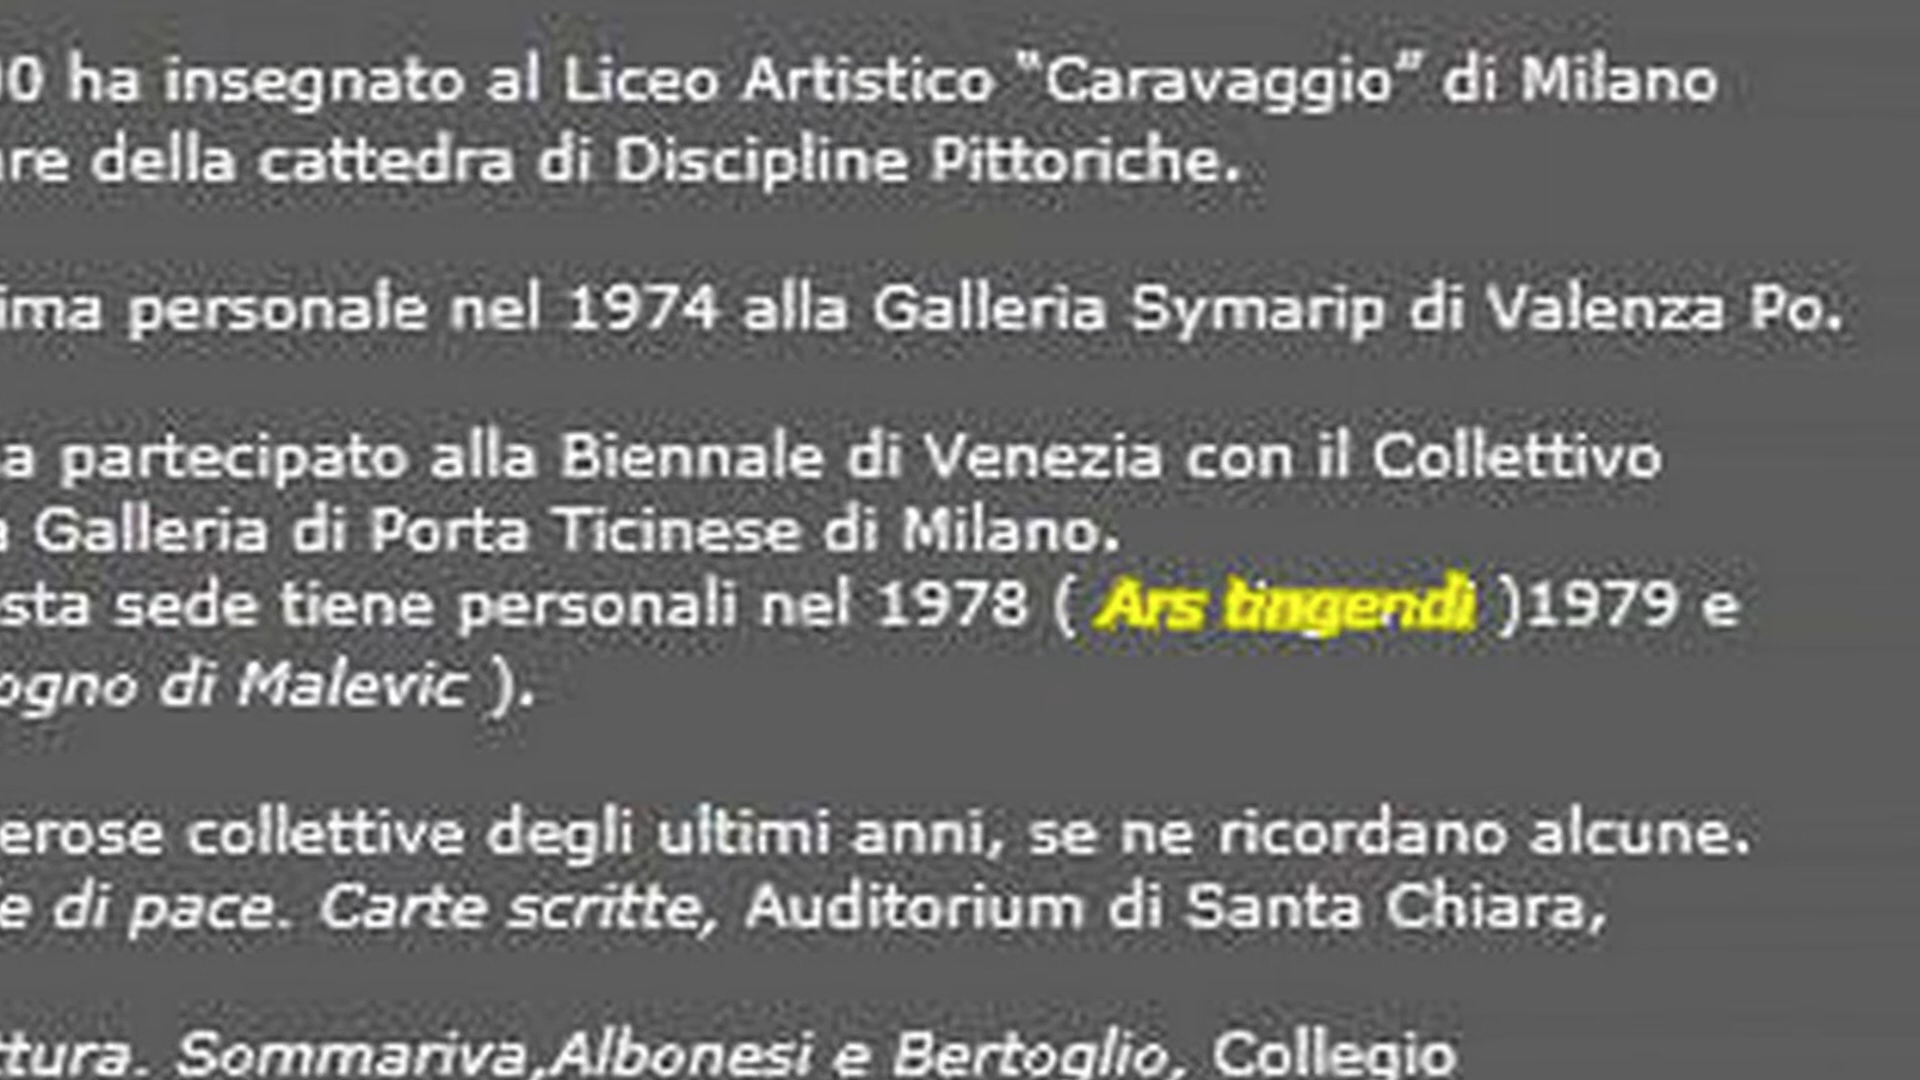 00 ha insegnato al Liceo Artistico “Caravaggio” di Milano
are della cattedra di Discipline Pittoriche.
ima personale nel 1974 alla Galleria Symarip di Valenza Po.
a partecipato alla Biennale di Venezia con il Collettivo
a Galleria di Porta Ticinese di Milano.
sta sede tiene personali nel 1978 ( Ars tingendi )1979 e
ogno di Malevic ).
erose collettive degli ultimi anni, se ne ricordano alcune.
e di pace. Carte scritte, Auditorium di Santa Chiara,
ttura. Sommariva,Albonesi e Bertoglio, Collegio